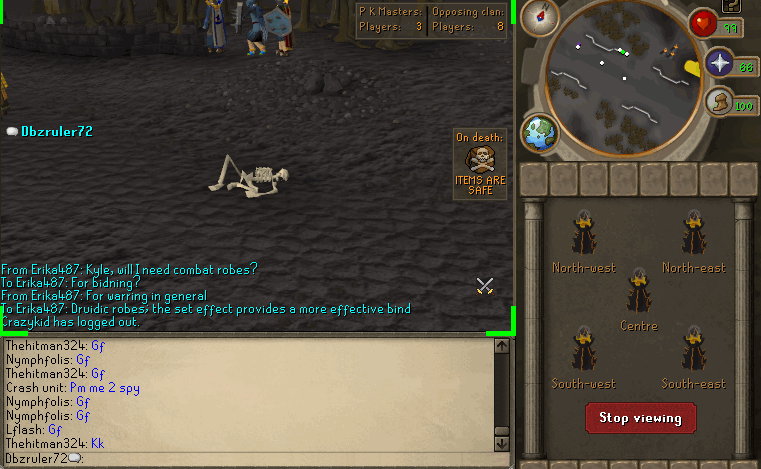 P K Masters: Opposing clan:
Players: 3 Players: 8
99
68
100
Dbzruler72
On death:
ITEMS ARE
SAFE
From Erika487: Kyle, will I need combat robes?
To Erika487: For bidning?
From Erika487: For warring in general
To Erika487: Druidic robes; the set effect provides a more effective bind
Crazykid has logged out.
Thehitman324: Gf
Nymphfolis: Gf
Thehitman324: Gf
Crash unit: Pm me 2 spy
Nymphfolis: Gf
Nymphfolis: Gf
Lflash: Gf
Thehitman324: Kk
Dbzruler72:
North-west North-east
Centre
South-west South-east
Stop viewing